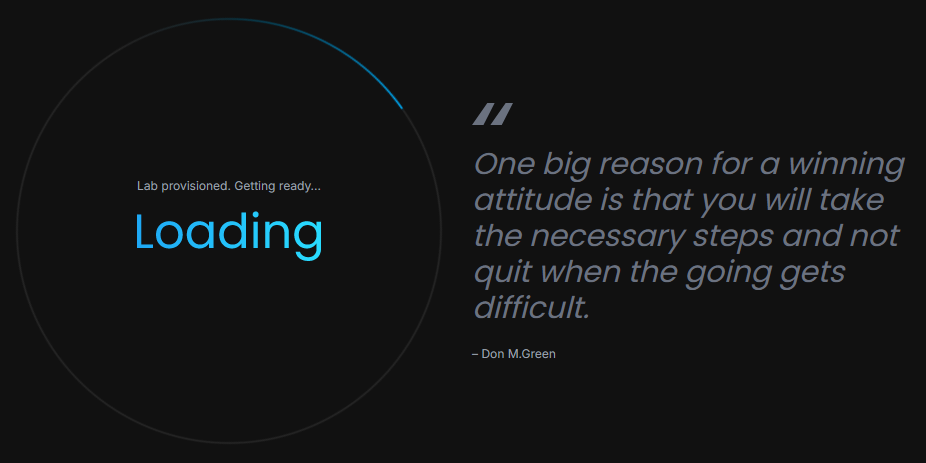 Lab provisioned. Getting ready...
Loading
"
One big reason for a winning
attitude is that you will take
the necessary steps and not
quit when the going gets
difficult.
– Don M.Green